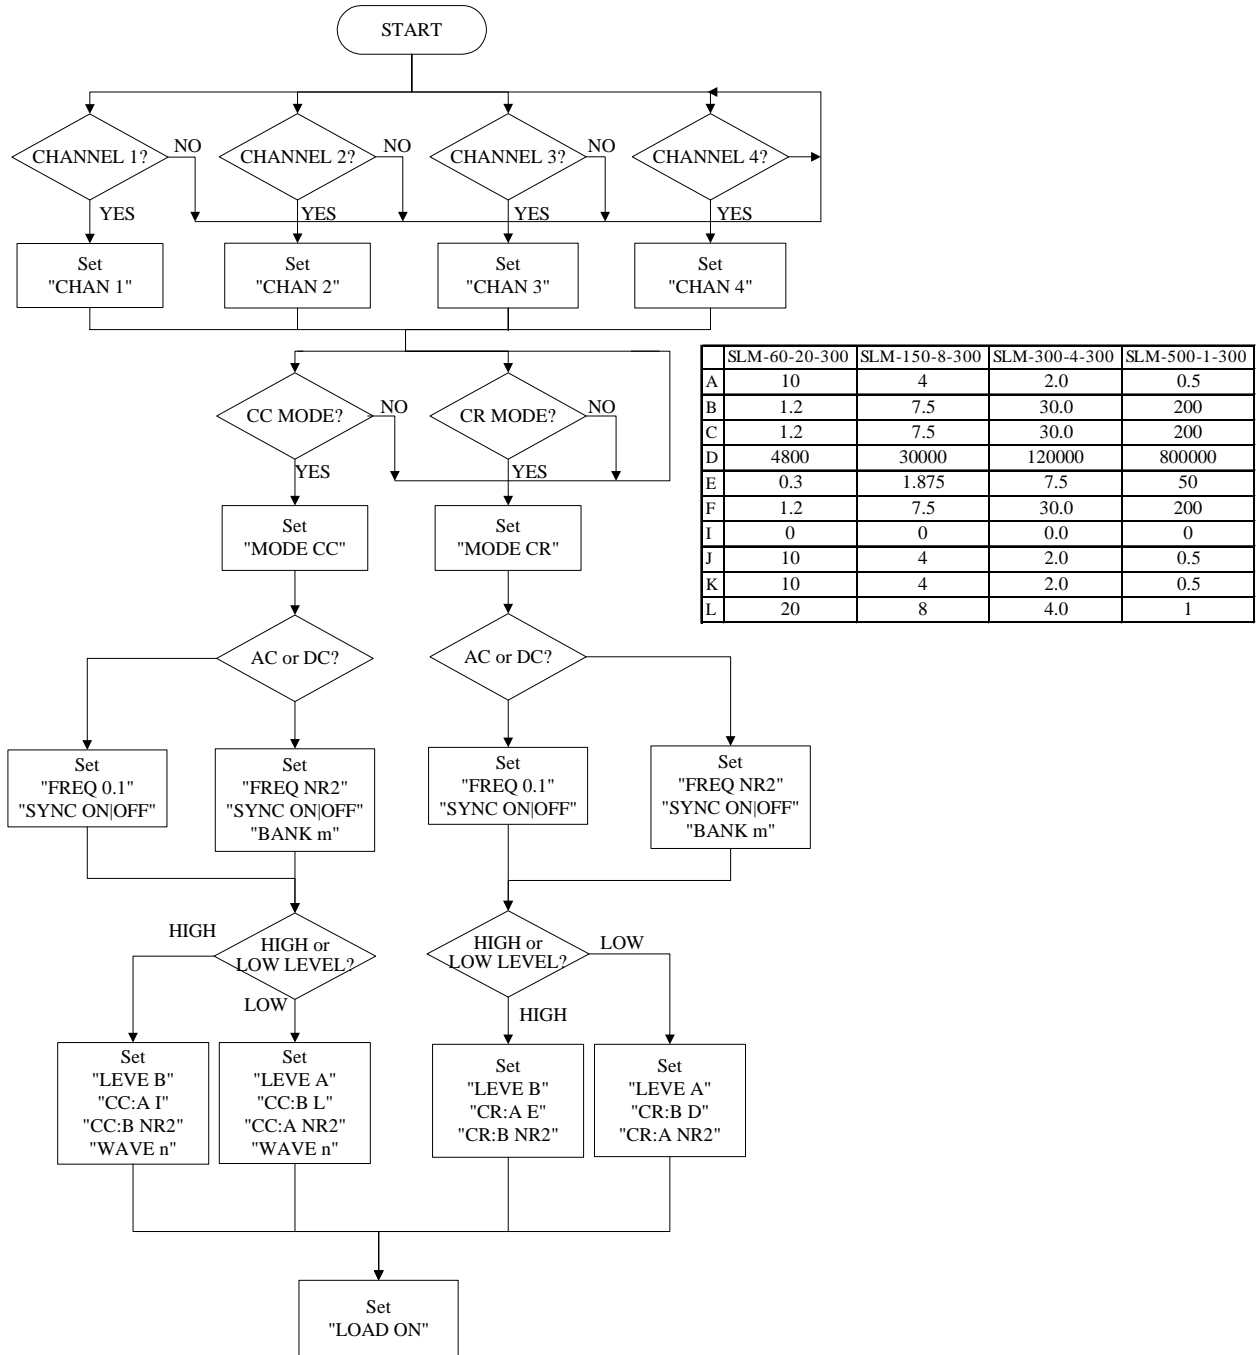 START
CHANNEL 1?
NO
CHANNEL 2?
NO
CHANNEL 3?
NO
CHANNEL 4?
YES
YES
YES
YES
Set
"CHAN 1"
Set
"CHAN 2"
Set
"CHAN 3"
Set
"CHAN 4"
SLM-60-20-300 SLM-150-8-300 SLM-300-4-300 SLM-500-1-300
A 10 4 2.0 0.5
B 1.2 7.5 30.0 200
C 1.2 7.5 30.0 200
D 4800 30000 120000 800000
E 0.3 1.875 7.5 50
F 1.2 7.5 30.0 200
I 0 0 0.0 0
J 10 4 2.0 0.5
K 10 4 2.0 0.5
L 20 8 4.0 1
CC MODE?
NO
CR MODE?
NO
YES
YES
Set
"MODE CC"
Set
"MODE CR"
AC or DC?
AC or DC?
Set
"FREQ 0.1"
"SYNC ON|OFF"
Set
"FREQ NR2"
"SYNC ON|OFF"
"BANK m"
Set
"FREQ 0.1"
"SYNC ON|OFF"
Set
"FREQ NR2"
"SYNC ON|OFF"
"BANK m"
HIGH
HIGH or
LOW LEVEL?
LOW
HIGH or
LOW LEVEL?
LOW
HIGH
Set
"LEVE B"
"CC:A I"
"CC:B NR2"
"WAVE n"
Set
"LEVE A"
"CC:B L"
"CC:A NR2"
"WAVE n"
Set
"LEVE B"
"CR:A E"
"CR:B NR2"
Set
"LEVE A"
"CR:B D"
"CR:A NR2"
Set
"LOAD ON"